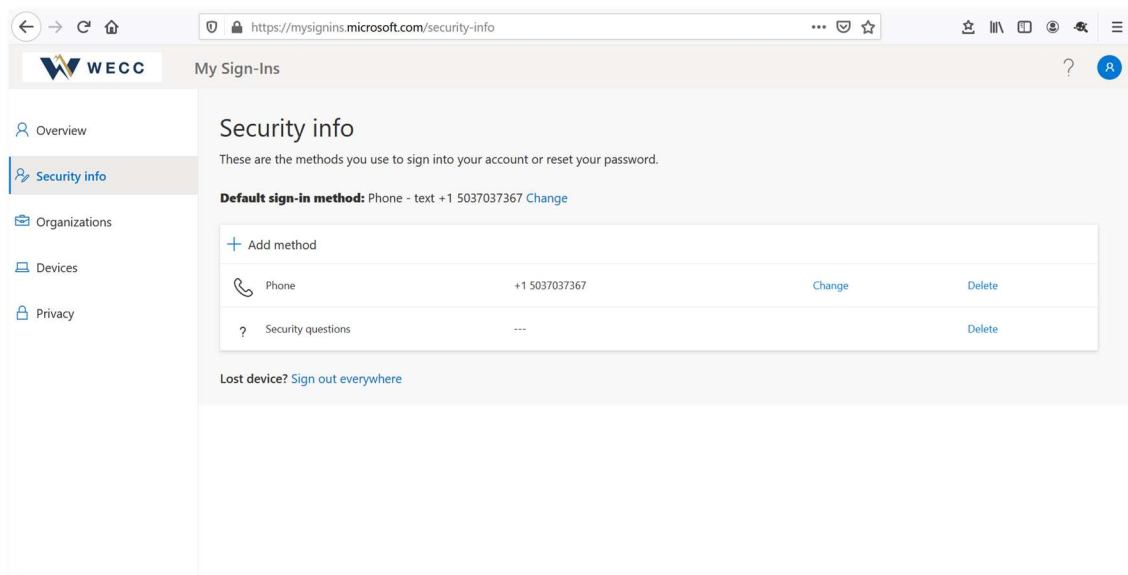 https://mysignins.microsoft.com/security-info
WECC
My Sign-Ins
?
Overview
Security info
Organizations
Devices
Privacy
Security info
These are the methods you use to sign into your account or reset your password.
Default sign-in method: Phone - text +1 5037037367 Change
+ Add method
Phone +1 5037037367 Change Delete
? Security questions --- Delete
Lost device? Sign out everywhere